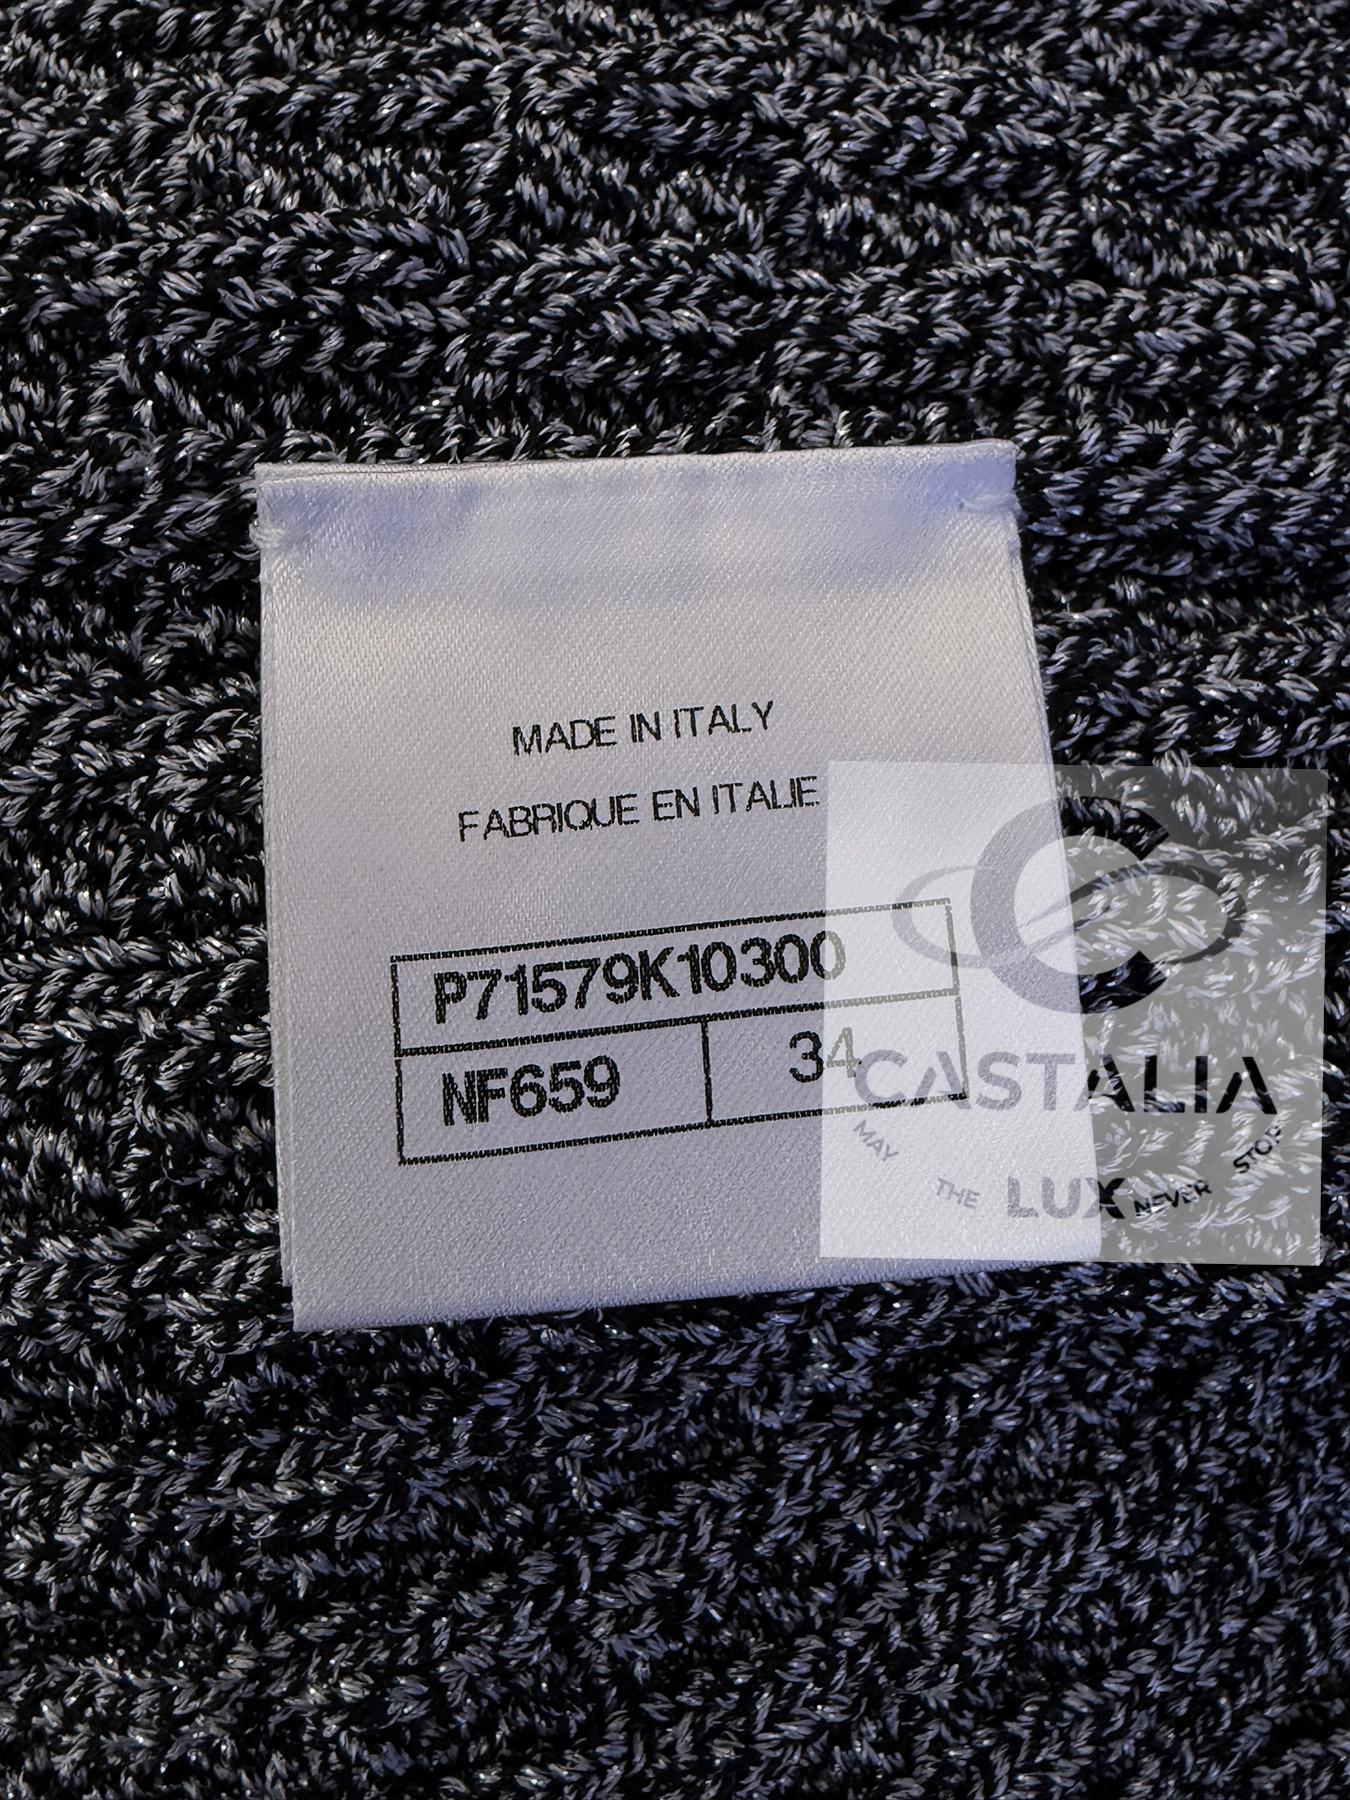 MADE IN ITALY
FABRIQUE EN ITALIE
P71579K10300
NF659
34
CASTALIA
MAY THE LUX NEVER STOP